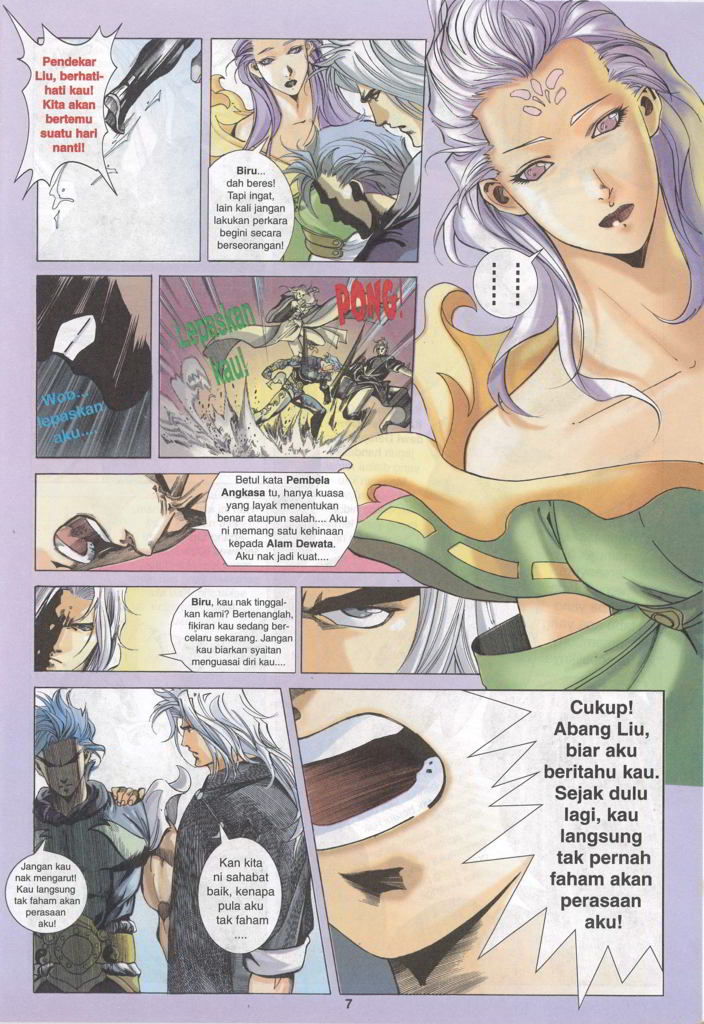 Pendekar
Liu, berhati-
hati kau!
Kita akan
bertemu
suatu hari
nanti!
Biru...
dah beres!
Tapi ingat,
lain kali jangan
lakukan perkara
begini secara
berseorangan!
Wob...
lepaskan
aku....
Lepaskan
kau!
PONG!
Betul kata Pembela
Angkasa tu, hanya kuasa
yang layak menentukan
benar ataupun salah.... Aku
ni memang satu kehinaan
kepada Alam Dewata.
Aku nak jadi kuat....
Biru, kau nak tinggal-
kan kami? Bertenanglah,
fikiran kau sedang ber-
celaru sekarang. Jangan
kau biarkan syaitan
menguasai diri kau....
Jangan kau
nak mengarut!
Kau langsung
tak faham akan
perasaan
aku!
Kan kita
ni sahabat
baik, kenapa
pula aku
tak faham
....
Cukup!
Abang Liu,
biar aku
beritahu kau.
Sejak dulu
lagi, kau
langsung
tak pernah
faham akan
perasaan
aku!
7